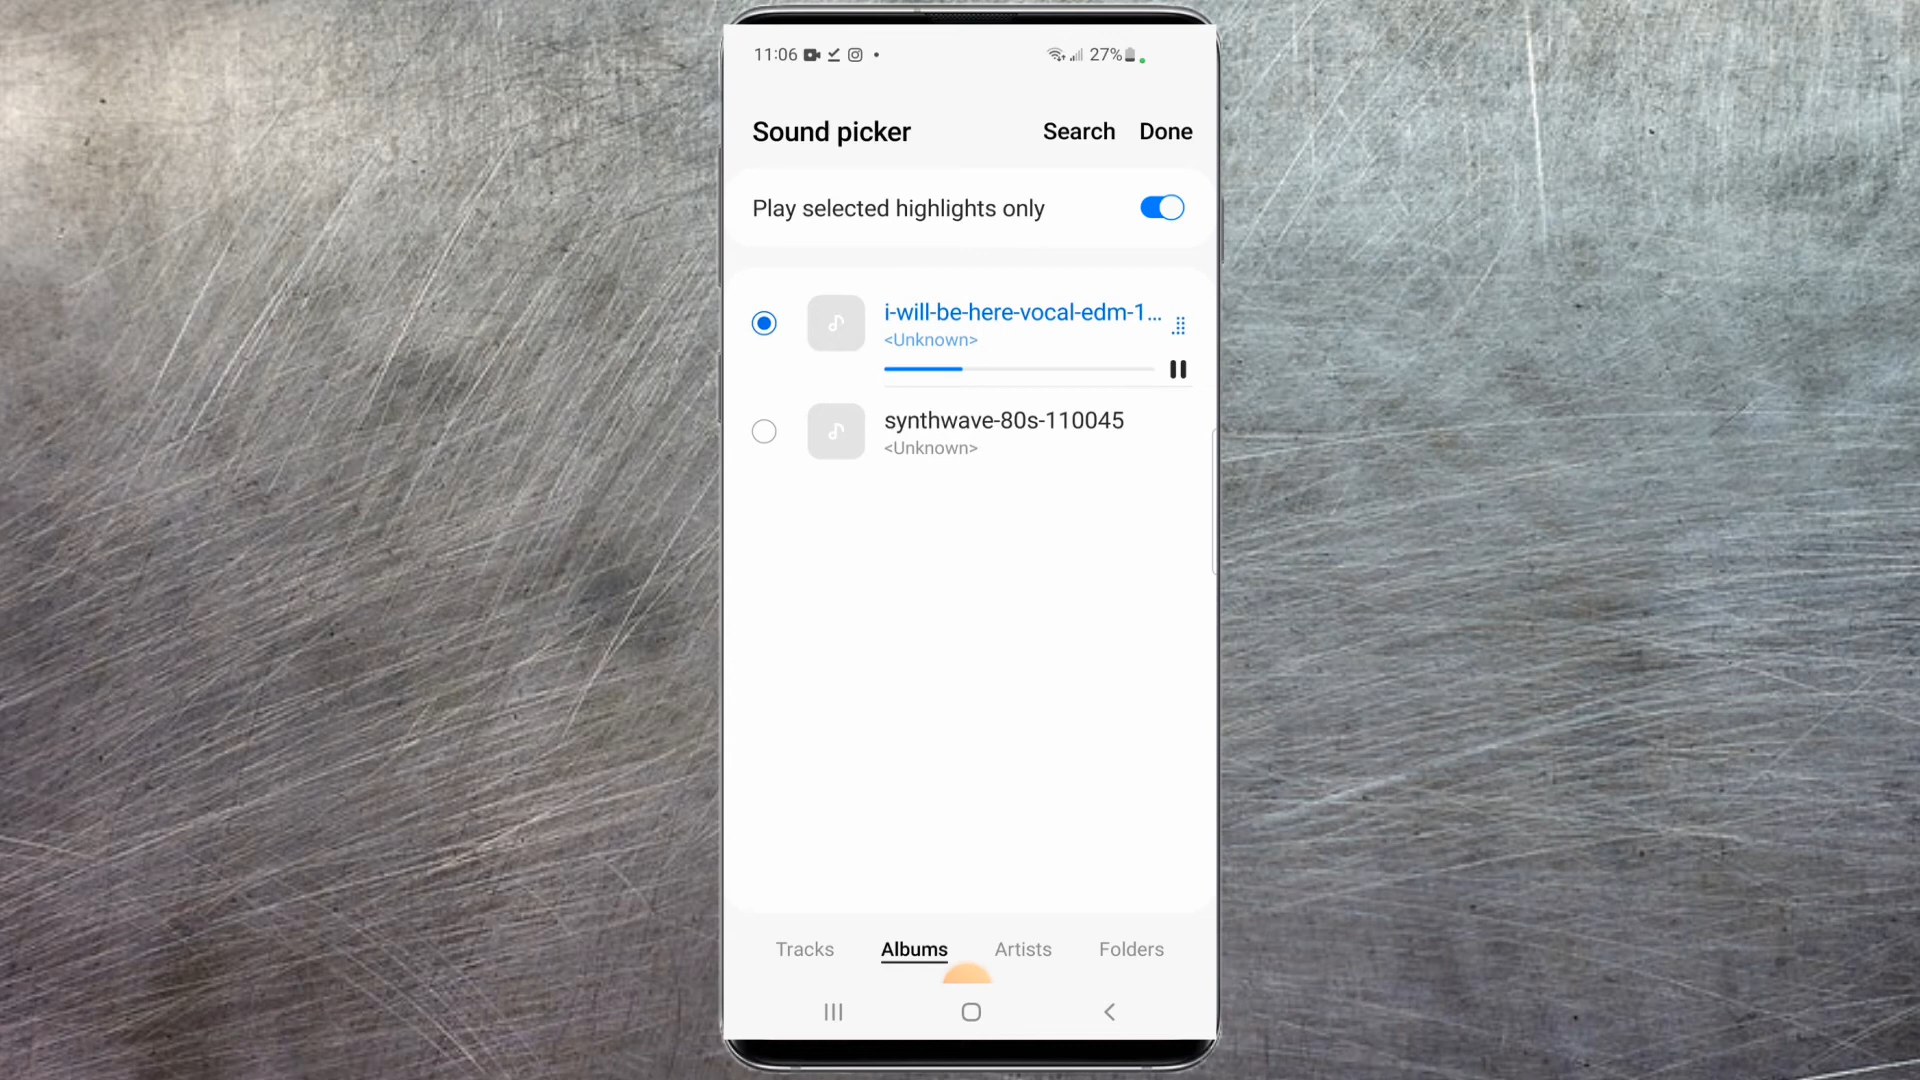 11:06
27%
Sound picker
Search
Done
Play selected highlights only
i-will-be-here-vocal-edm-1...
<Unknown>
synthwave-80s-110045
<Unknown>
Tracks
Albums
Artists
Folders